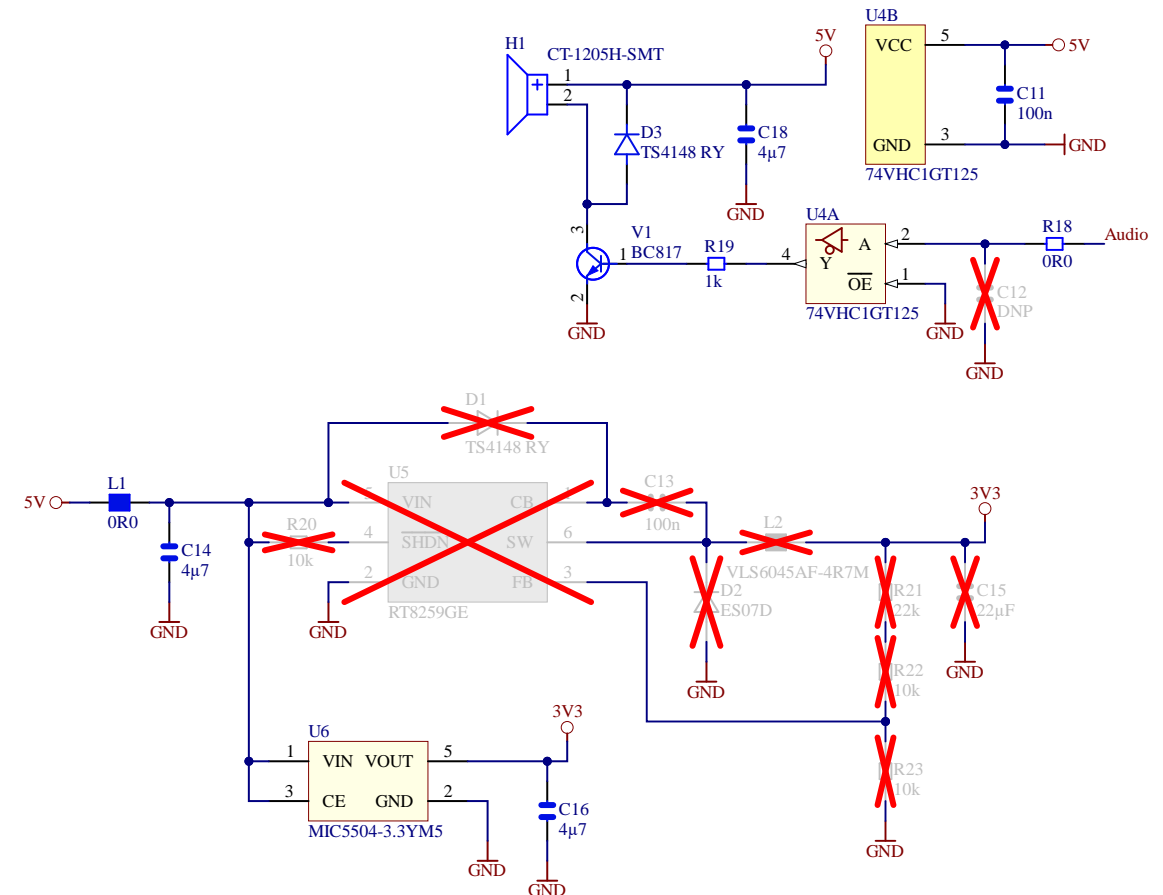 U4B
H1
CT-1205H-SMT
5V
VCC
5
5V
1
2
C11
100n
D3
TS4148 RY
C18
4µ7
GND
3
GND
74VHC1GT125
GND
U4A
3
V1
BC817
1
R19
1k
4
A
Y
OE
2
1
R18
0R0
Audio
2
GND
74VHC1GT125
GND
C12
DNP
GND
D1
TS4148 RY
U5
5V
L1
0R0
VIN
CB
C13
100n
3V3
R20
10k
4
SHDN
SW
6
L2
C14
4µ7
2
GND
FB
3
VLS6045AF-4R7M
D2
ES07D
R21
22k
C15
22µF
RT8259GE
GND
GND
GND
GND
R22
10k
3V3
U6
1
VIN
VOUT
5
R23
10k
3
CE
GND
2
C16
4µ7
MIC5504-3.3YM5
GND
GND
GND